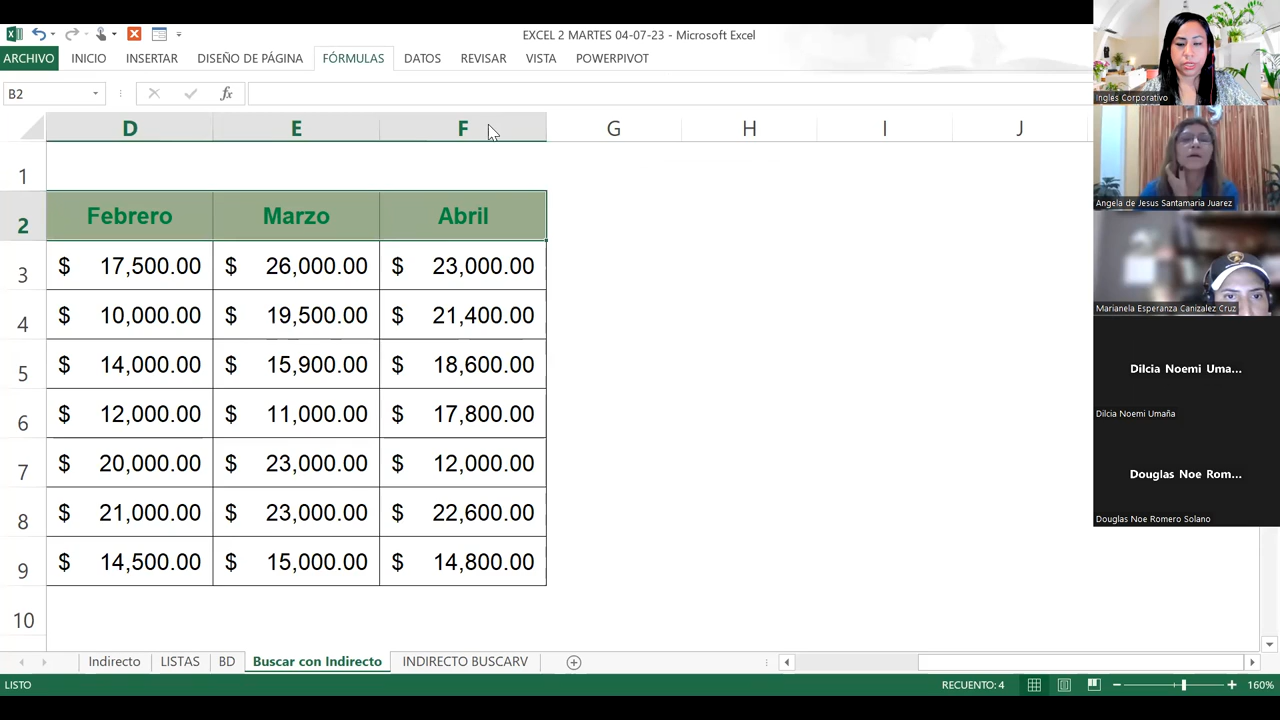 EXCEL 2 MARTES 04-07-23 - Microsoft Excel
ARCHIVO INICIO INSERTAR DISEÑO DE PÁGINA FÓRMULAS DATOS REVISAR VISTA POWERPIVOT
B2 fx
D E F G H I J
1
2 Febrero Marzo Abril
3 $ 17,500.00 $ 26,000.00 $ 23,000.00
4 $ 10,000.00 $ 19,500.00 $ 21,400.00
5 $ 14,000.00 $ 15,900.00 $ 18,600.00
6 $ 12,000.00 $ 11,000.00 $ 17,800.00
7 $ 20,000.00 $ 23,000.00 $ 12,000.00
8 $ 21,000.00 $ 23,000.00 $ 22,600.00
9 $ 14,500.00 $ 15,000.00 $ 14,800.00
10
Indirecto LISTAS BD Buscar con Indirecto INDIRECTO BUSCARV
LISTO RECUENTO: 4 160%
Ingles Corporativo
Angela de Jesus Santamaria Juarez
Marianela Esperanza Canizalez Cruz
Dilcia Noemi Uma...
Dilcia Noemi Umaña
Douglas Noe Rom...
Douglas Noe Romero Solano